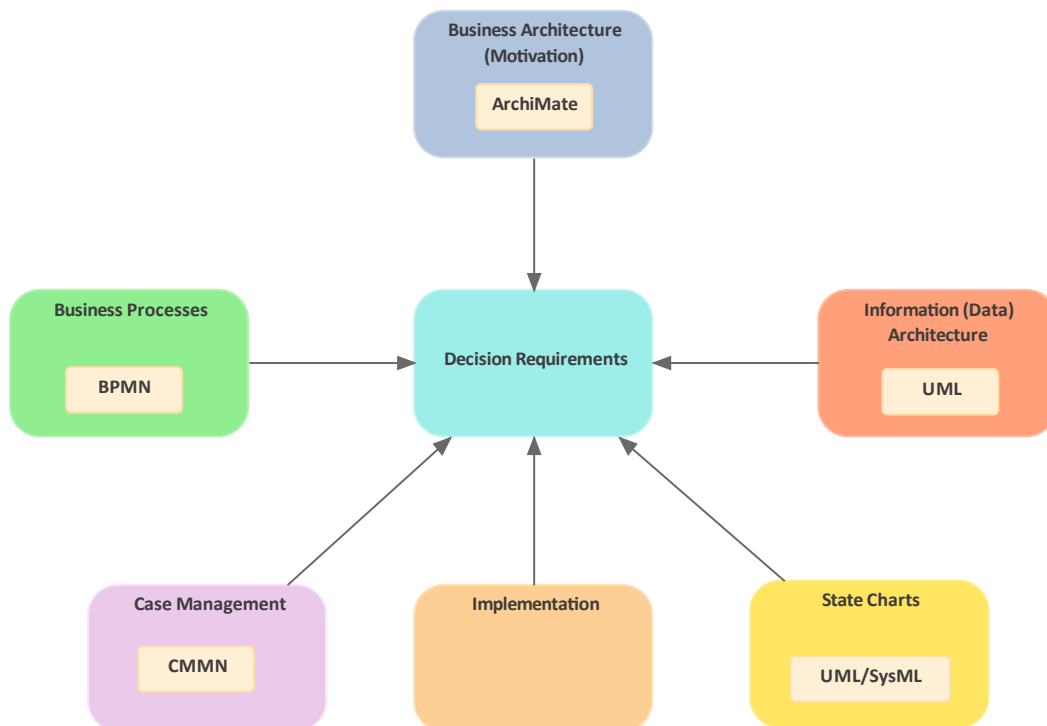 Business Architecture
(Motivation)
ArchiMate
Business Processes
BPMN
Decision Requirements
Information (Data)
Architecture
UML
Case Management
CMMN
Implementation
State Charts
UML/SysML